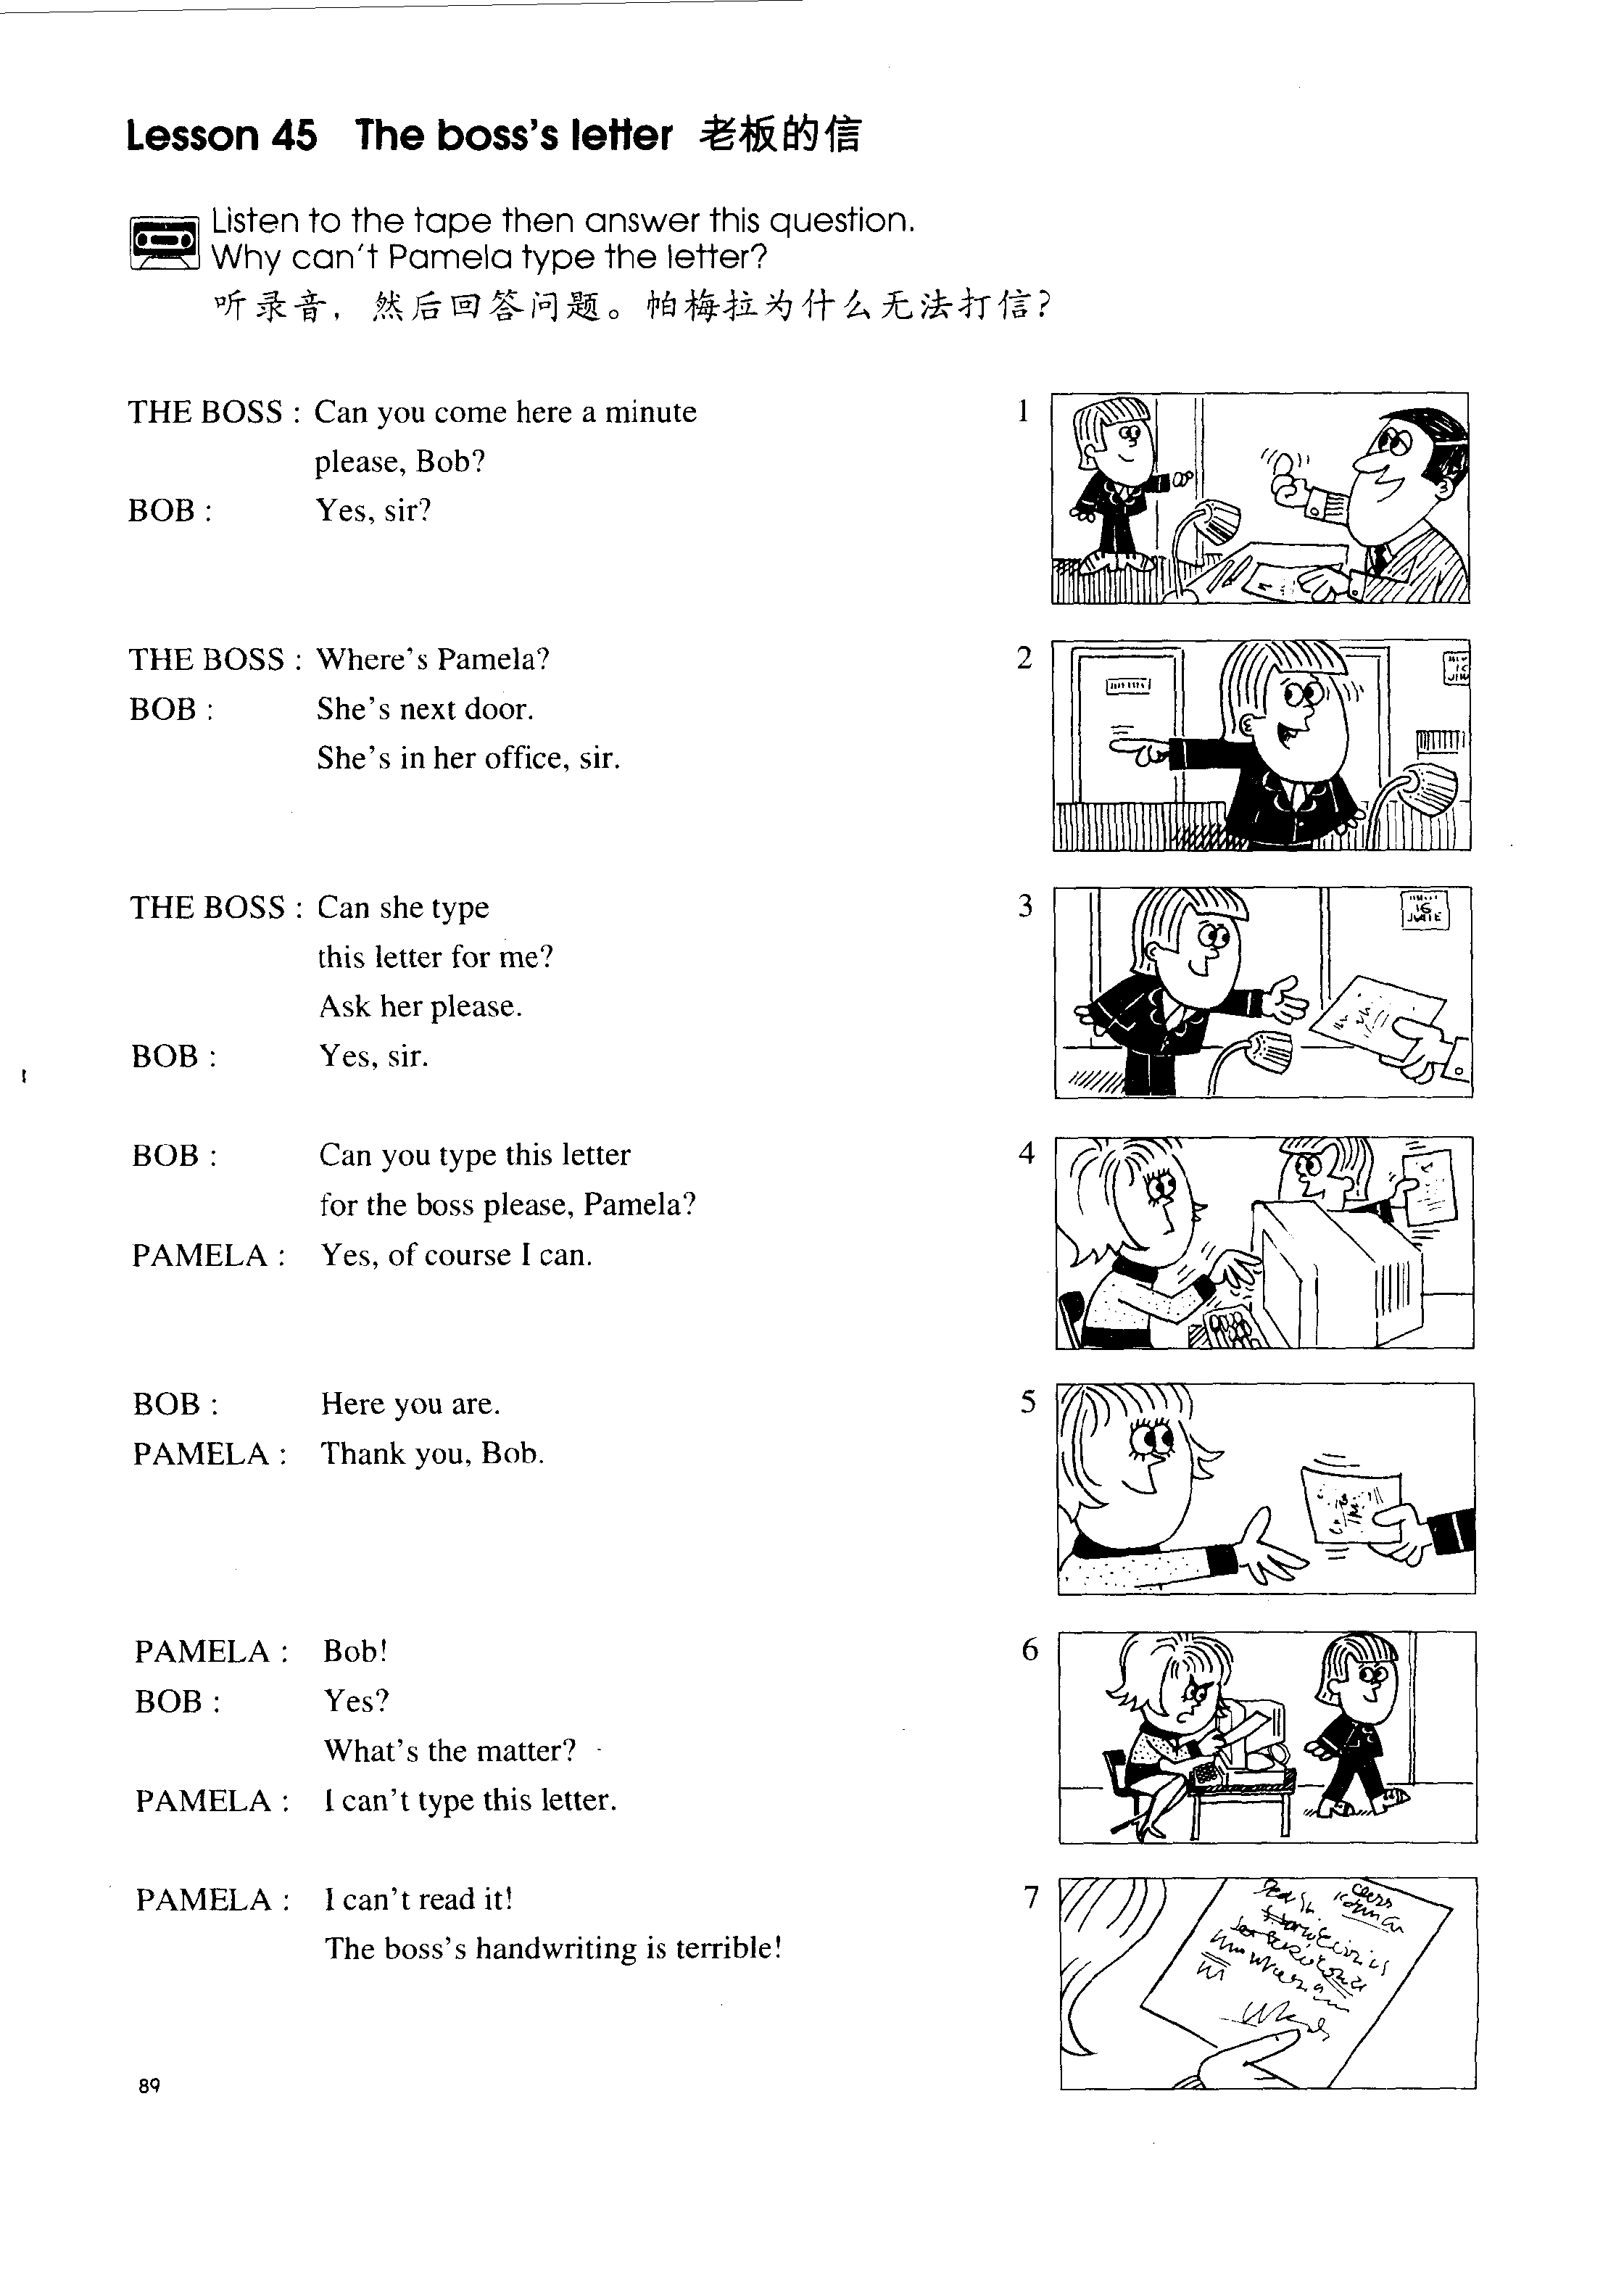 Lesson 45 The boss's letter 老板的信
Listen to the tape then answer this question.
Why can't Pamela type the letter?
听录音，然后回答问题。帕梅拉为什么无法打信?
THE BOSS : Can you come here a minute
please, Bob?
BOB : Yes, sir?
1
THE BOSS : Where's Pamela?
BOB : She's next door.
She's in her office, sir.
2
THE BOSS : Can she type
this letter for me?
Ask her please.
BOB : Yes, sir.
3
16
BOB : Can you type this letter
for the boss please, Pamela?
PAMELA : Yes, of course I can.
4
BOB : Here you are.
PAMELA : Thank you, Bob.
5
PAMELA : Bob!
BOB : Yes?
What's the matter?
PAMELA : I can't type this letter.
6
PAMELA : I can't read it!
The boss's handwriting is terrible!
7
89